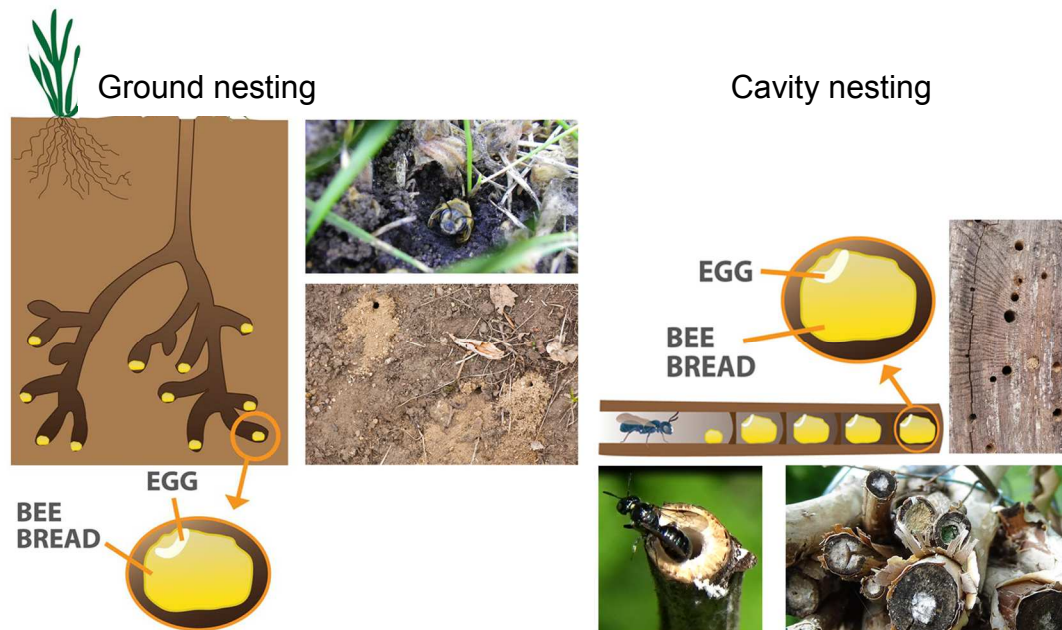 Ground nesting
Cavity nesting
EGG
BEE
BREAD
EGG
BEE
BREAD